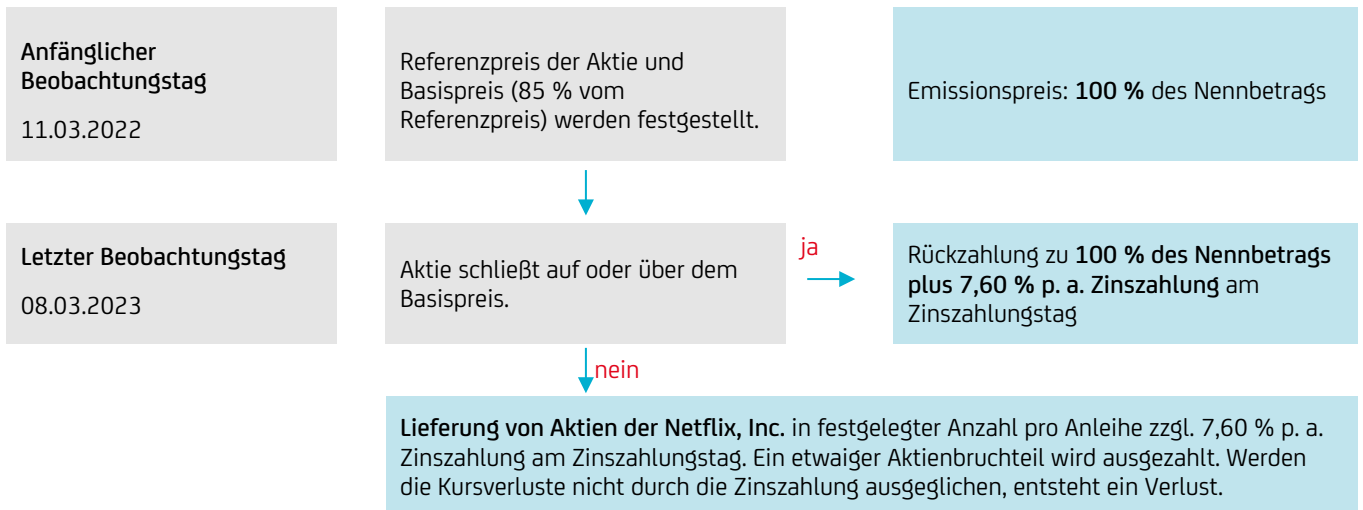 Anfänglicher
Beobachtungstag
11.03.2022
Referenzpreis der Aktie und
Basispreis (85 % vom
Referenzpreis) werden festgestellt.
Emissionspreis: 100 % des Nennbetrags
Letzter Beobachtungstag
08.03.2023
Aktie schließt auf oder über dem
Basispreis.
ja
Rückzahlung zu 100 % des Nennbetrags
plus 7,60 % p. a. Zinszahlung am
Zinszahlungstag
nein
Lieferung von Aktien der Netflix, Inc. in festgelegter Anzahl pro Anleihe zzgl. 7,60 % p. a.
Zinszahlung am Zinszahlungstag. Ein etwaiger Aktienbruchteil wird ausgezahlt. Werden
die Kursverluste nicht durch die Zinszahlung ausgeglichen, entsteht ein Verlust.